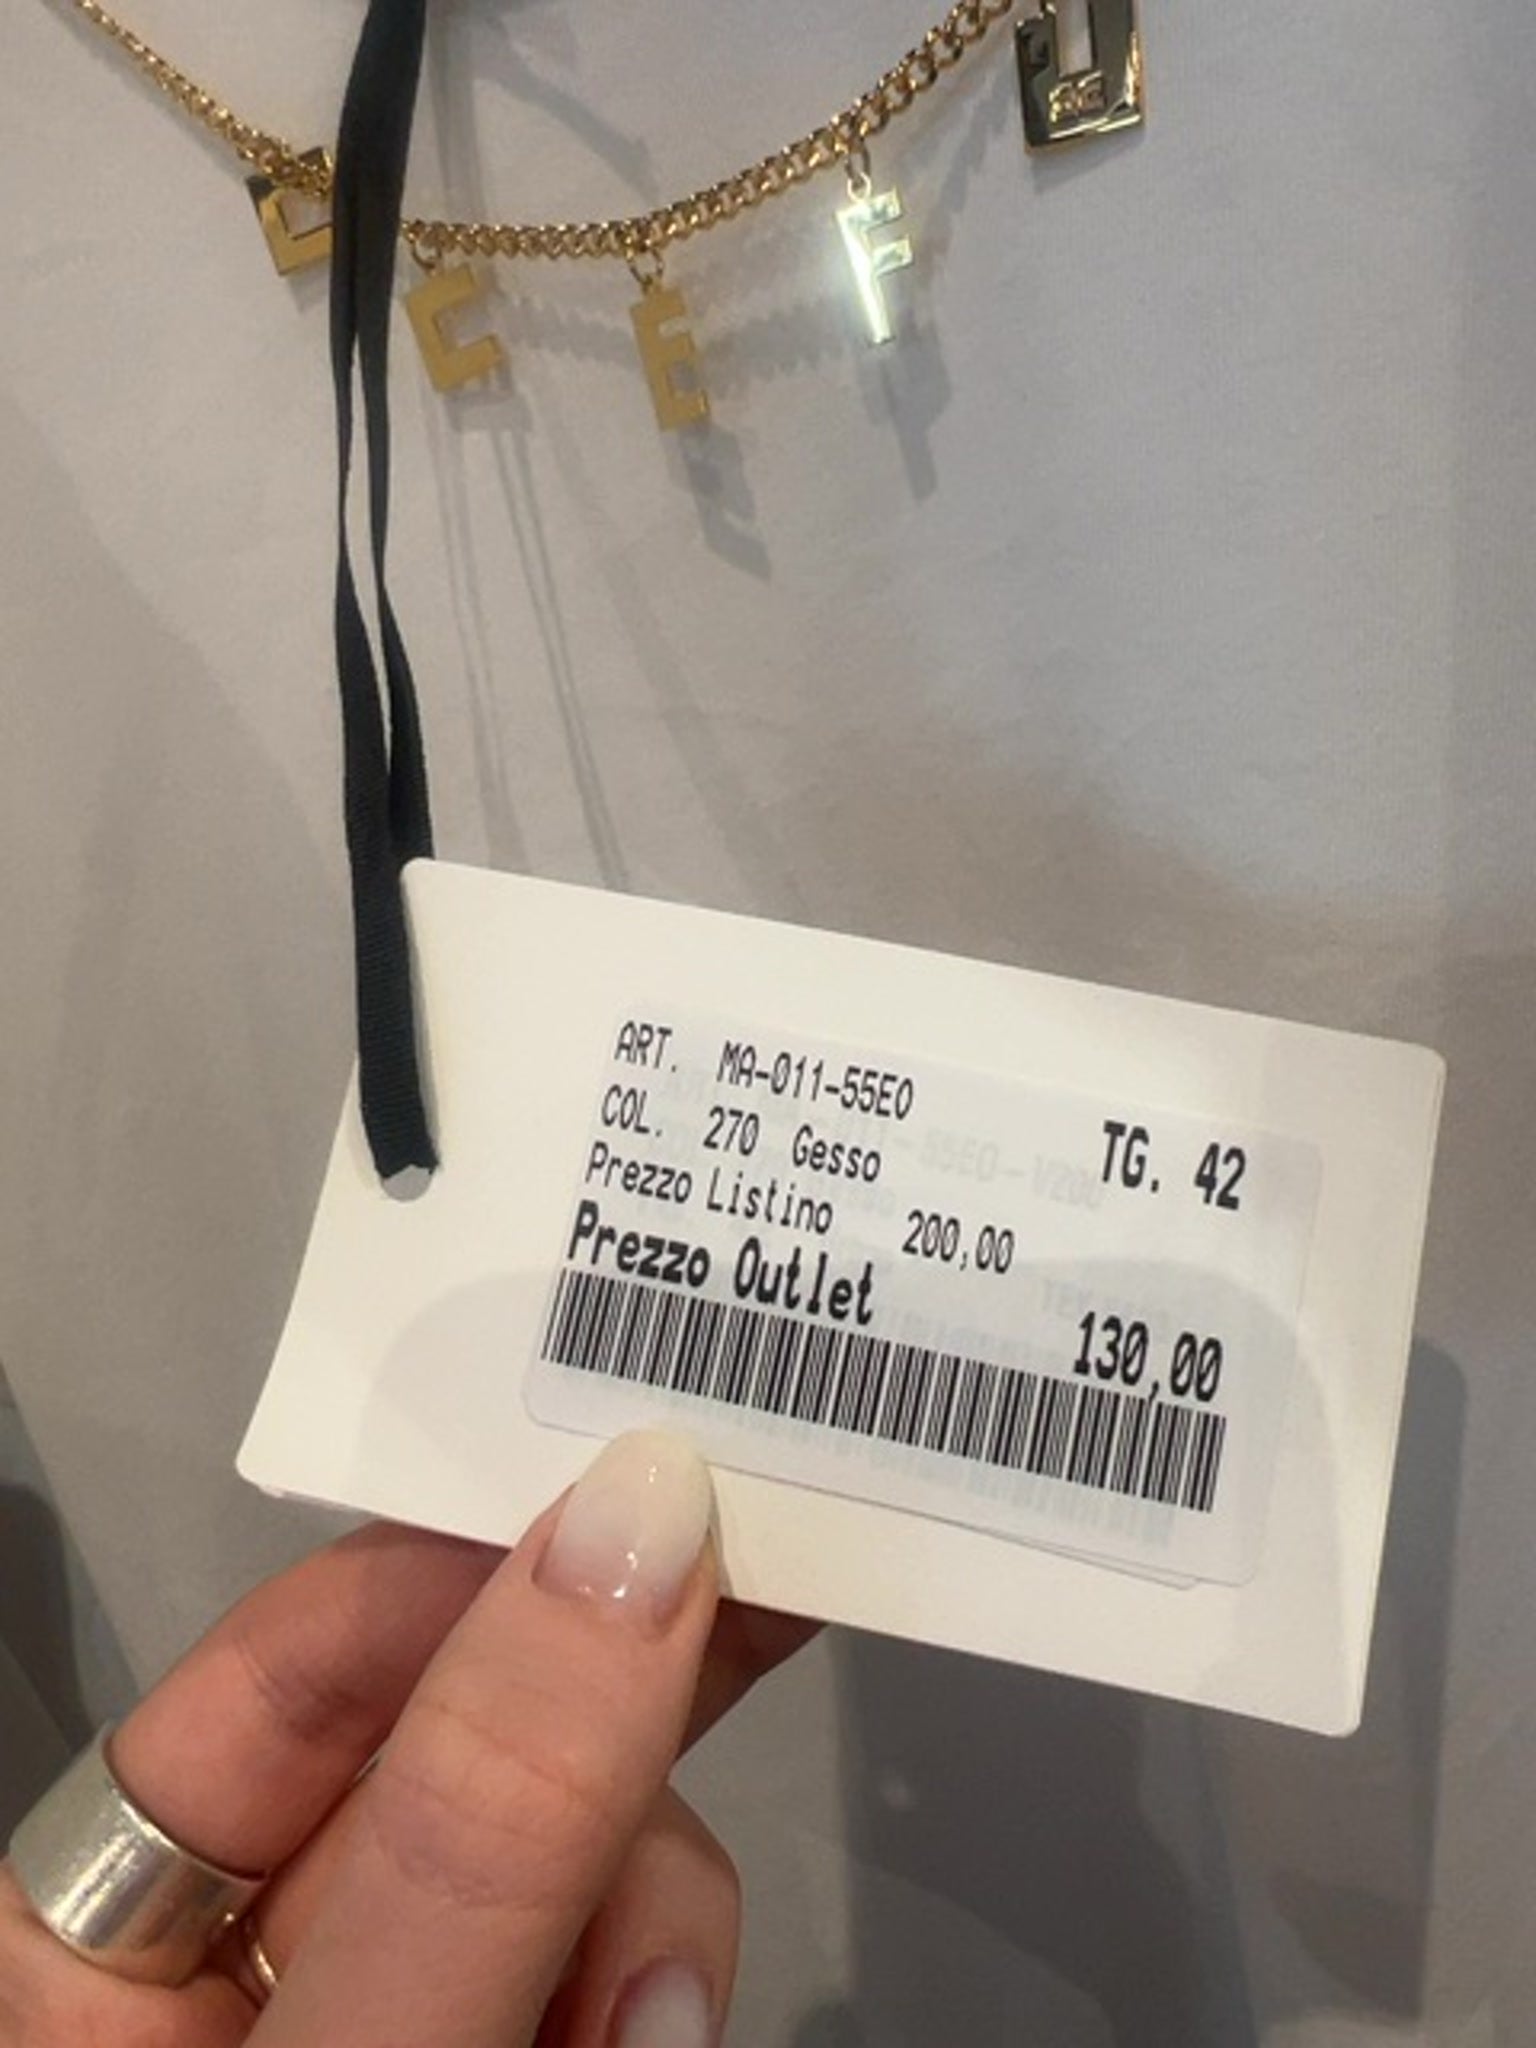 C
E
F
ART. MA-011-55E0
COL. 270 Gesso
TG. 42
Prezzo Listino 200,00
Prezzo Outlet
130,00